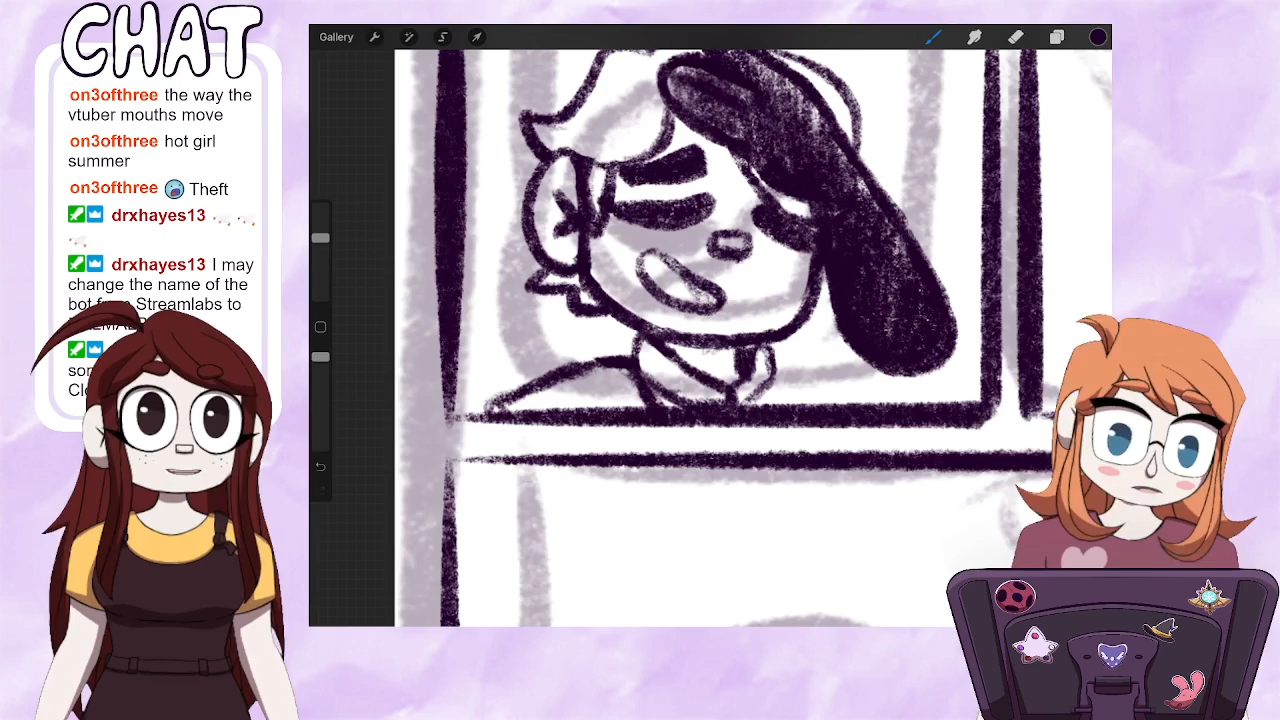 CHAT
Gallery
on3ofthree the way the
vtuber mouths move
on3ofthree hot girl
summer
on3ofthree Theft
drxhayes13
drxhayes13 I may
change the name of the
bot from Streamlabs to